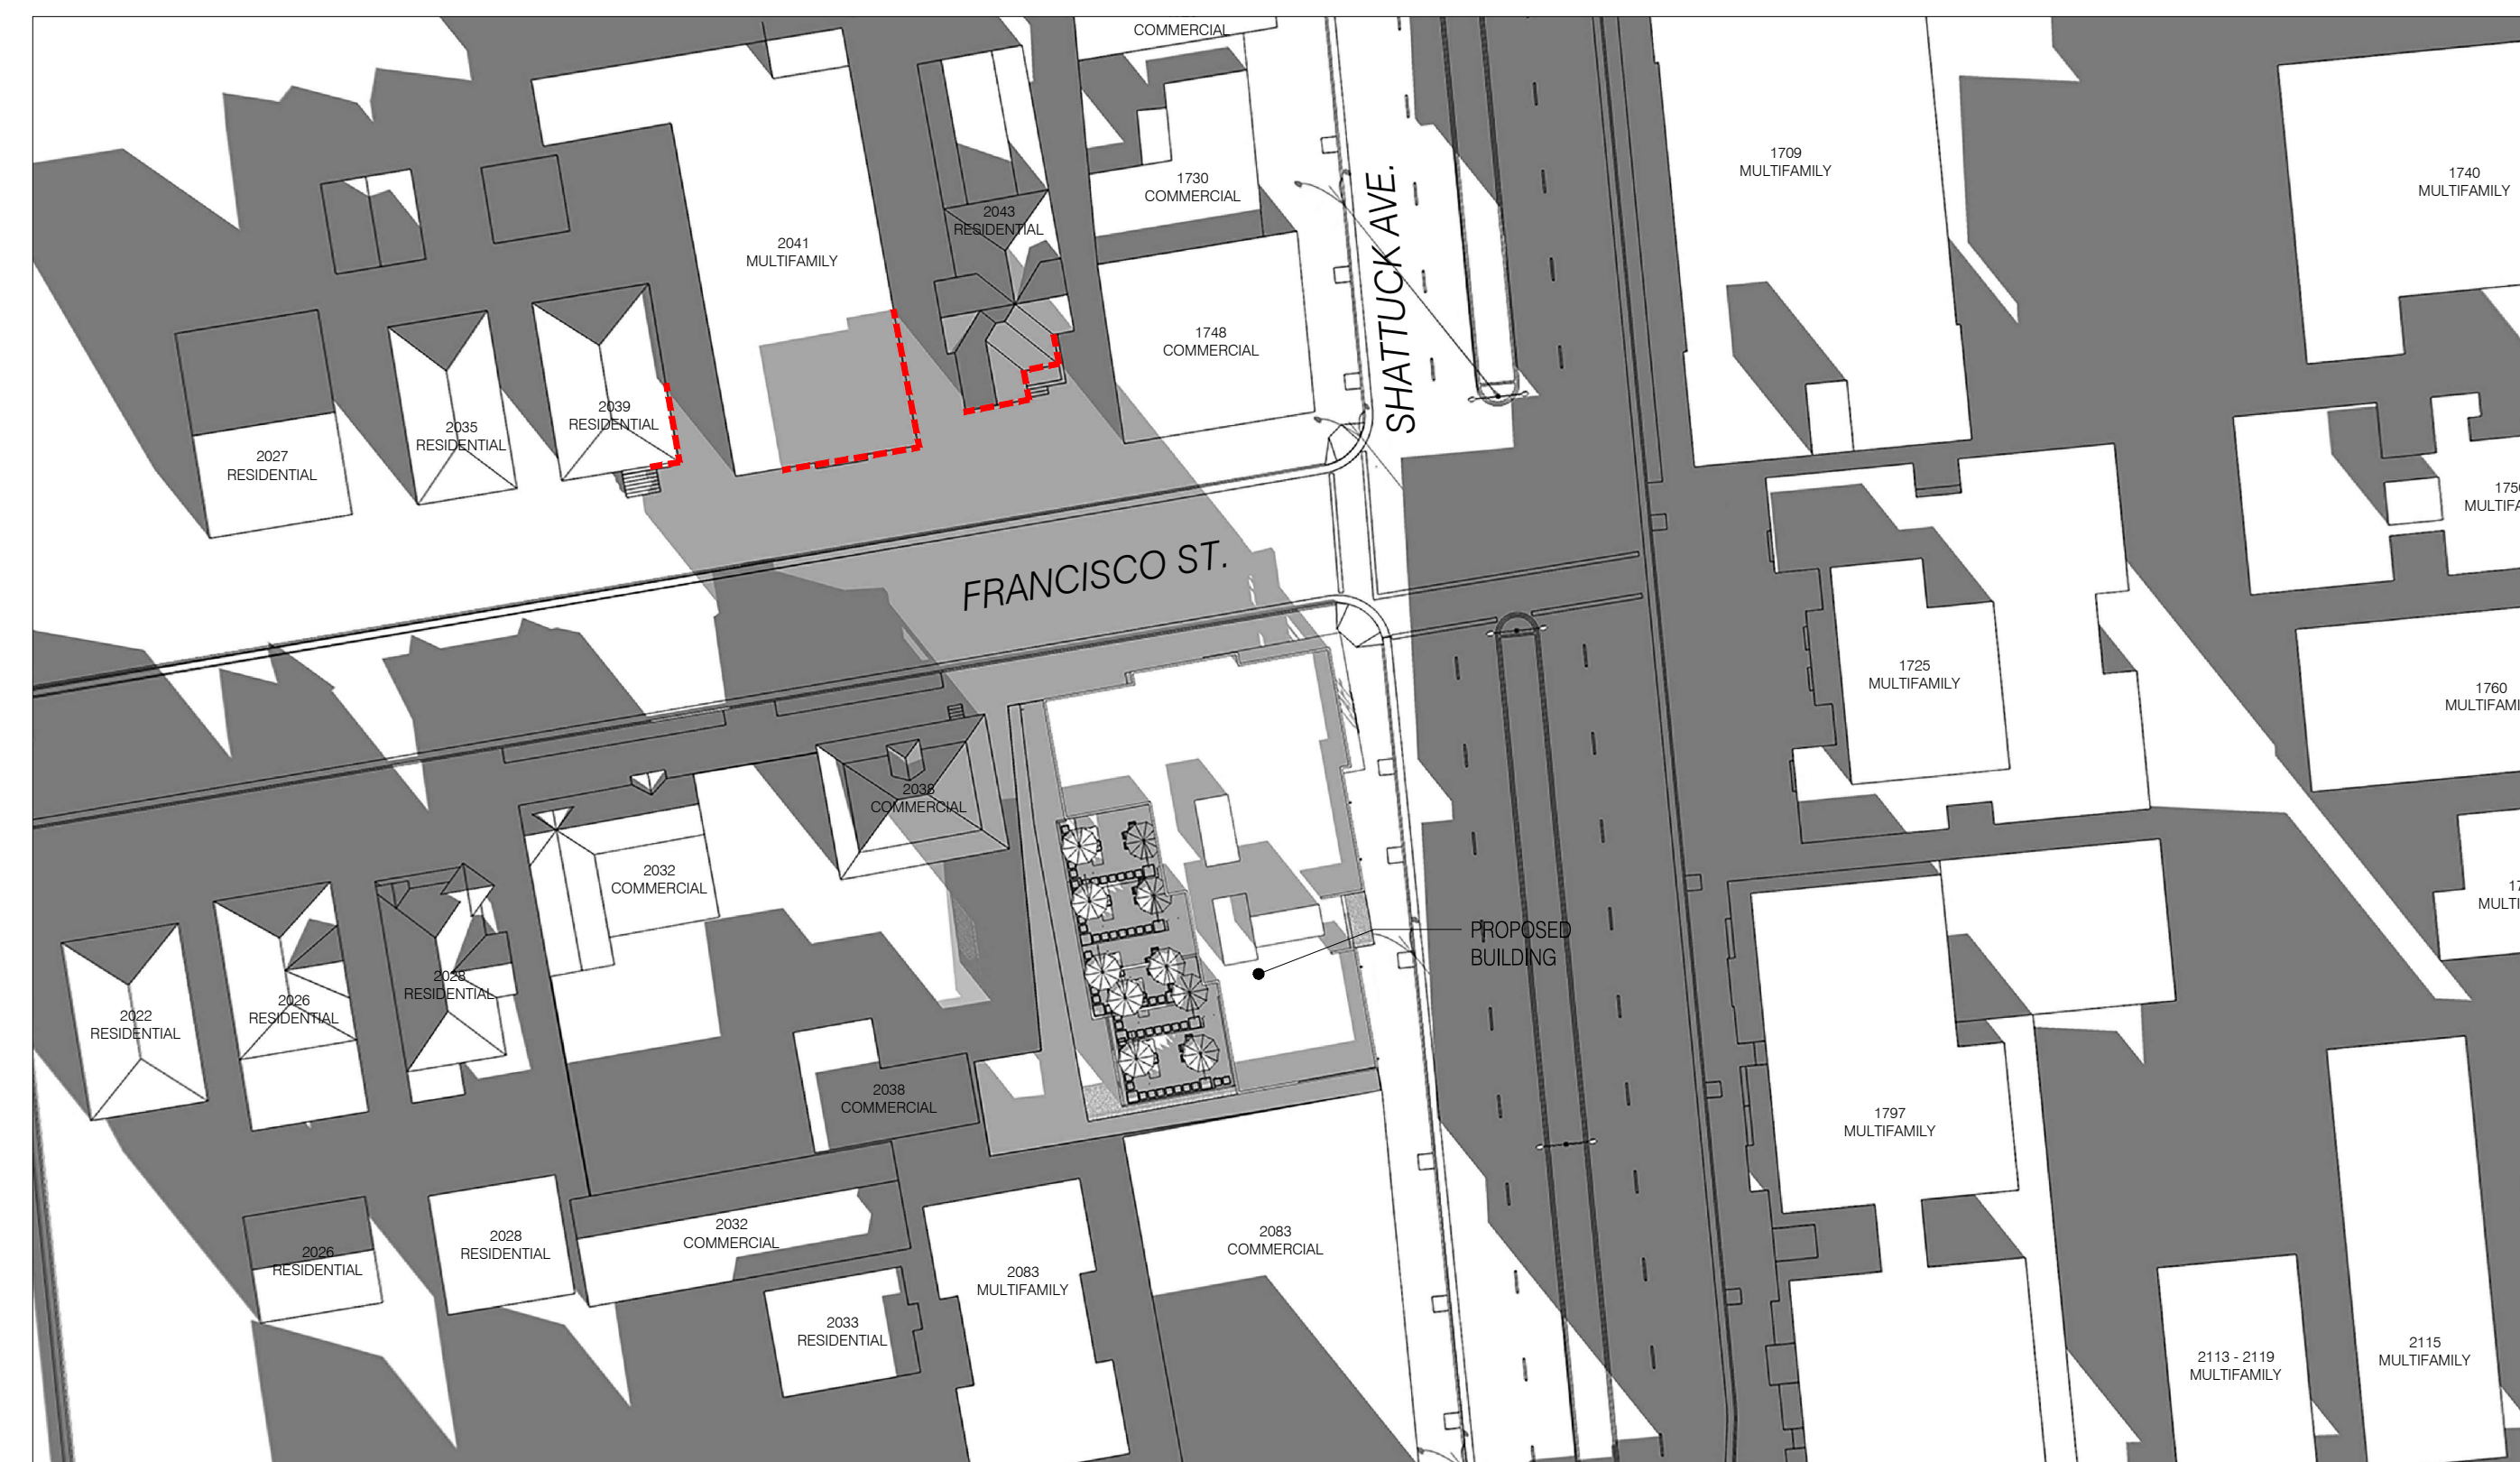 COMMERCIAL
1709
MULTIFAMILY
1740
MULTIFAMILY
1730
COMMERCIAL
2043
RESIDENTIAL
2041
MULTIFAMILY
SHATTUCK AVE.
1748
COMMERCIAL
2039
RESIDENTIAL
2035
RESIDENTIAL
2027
RESIDENTIAL
FRANCISCO ST.
1725
MULTIFAMILY
1760
2038
COMMERCIAL
2032
COMMERCIAL
PROPOSED
BUILDING
2028
RESIDENTIAL
2026
RESIDENTIAL
2022
RESIDENTIAL
2038
COMMERCIAL
1797
MULTIFAMILY
2032
COMMERCIAL
2028
RESIDENTIAL
2026
RESIDENTIAL
2083
COMMERCIAL
2083
MULTIFAMILY
2033
RESIDENTIAL
2113 - 2119
MULTIFAMILY
2115
MULTIFAMILY